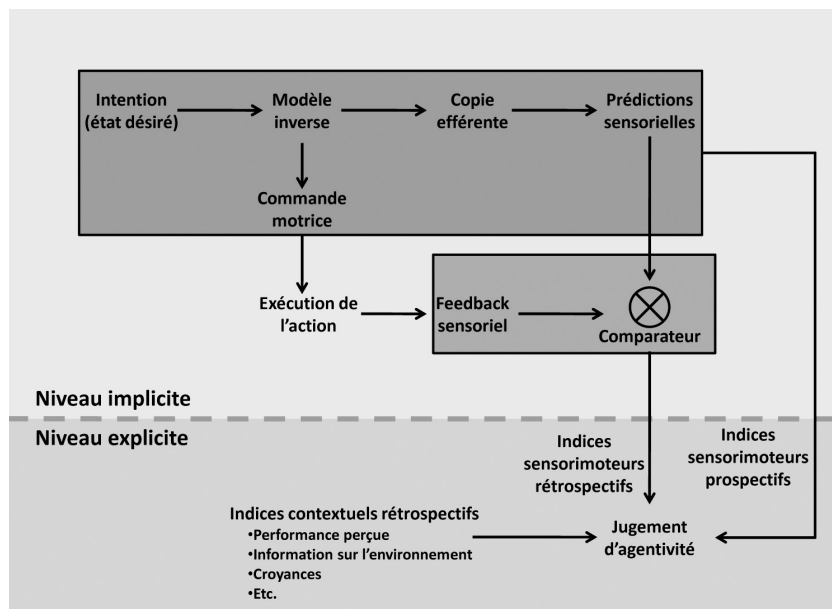 Intention
(état désiré)
Modèle
inverse
Copie
efférente
Prédictions
sensorielles
Commande
motrice
Exécution de
l'action
Feedback
sensoriel
Comparateur
Niveau implicite
Niveau explicite
Indices
sensorimoteurs
rétrospectifs
Indices
sensorimoteurs
prospectifs
Indices contextuels rétrospectifs
•Performance perçue
•Information sur l'environnement
•Croyances
•Etc.
Jugement
d'agentivité